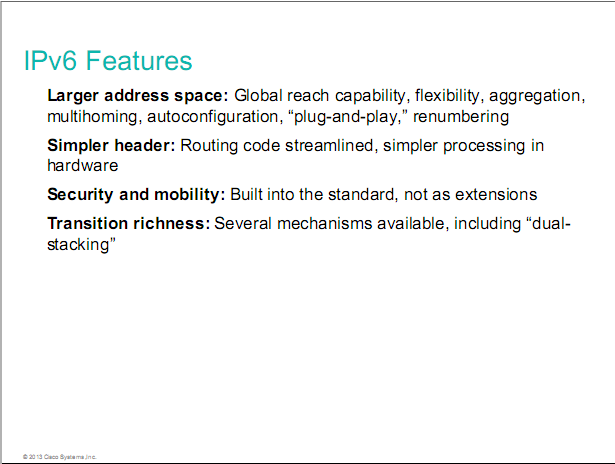 IPv6 Features
Larger address space: Global reach capability, flexibility, aggregation,
multihoming, autoconfiguration, “plug-and-play,” renumbering
Simpler header: Routing code streamlined, simpler processing in
hardware
Security and mobility: Built into the standard, not as extensions
Transition richness: Several mechanisms available, including “dual-
stacking”
© 2013 Cisco Systems, Inc.